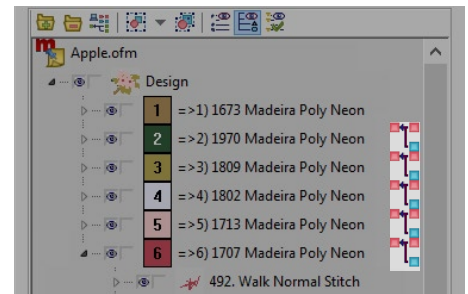 Apple.ofm
Design
1 =>1) 1673 Madeira Poly Neon
2 =>2) 1970 Madeira Poly Neon
3 =>3) 1809 Madeira Poly Neon
4 =>4) 1802 Madeira Poly Neon
5 =>5) 1713 Madeira Poly Neon
6 =>6) 1707 Madeira Poly Neon
492. Walk Normal Stitch